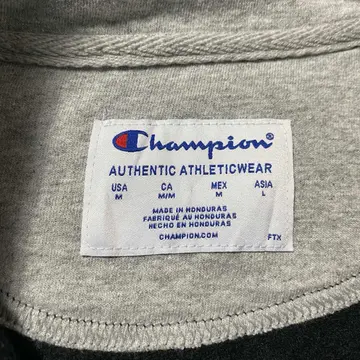 Champion
AUTHENTIC ATHLETICWEAR
USA CA MEX ASIA
M M/M M L
MADE IN HONDURAS
FABRIQUÉ AU HONDURAS
HECHO EN HONDURAS
CHAMPION.COM FTX